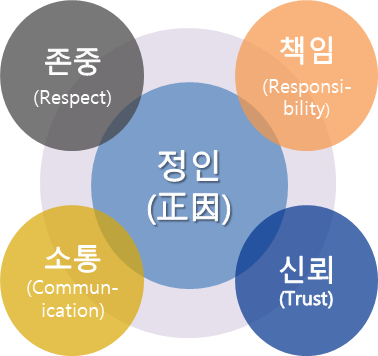 존중
(Respect)
책임
(Responsi-
bility)
정인
(正因)
소통
(Commun-
ication)
신뢰
(Trust)